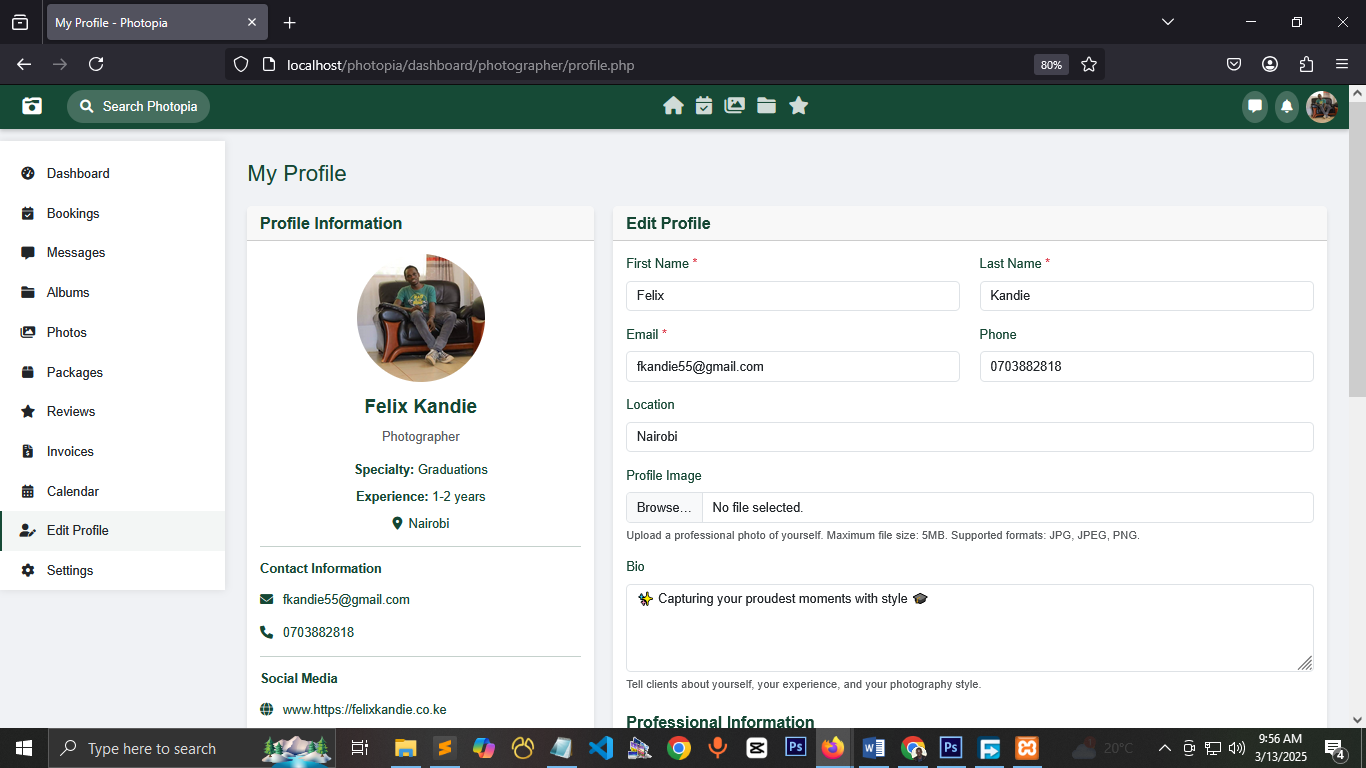 My Profile - Photopia
localhost/photopia/dashboard/photographer/profile.php
80%
Search Photopia
Dashboard
Bookings
Messages
Albums
Photos
Packages
Reviews
Invoices
Calendar
Edit Profile
Settings
My Profile
Profile Information
Felix Kandie
Photographer
Specialty: Graduations
Experience: 1-2 years
Nairobi
Contact Information
fkandie55@gmail.com
0703882818
Social Media
www.https://felixkandie.co.ke
Edit Profile
First Name *
Last Name *
Felix
Kandie
Email *
Phone
fkandie55@gmail.com
0703882818
Location
Nairobi
Profile Image
Browse... No file selected.
Upload a professional photo of yourself. Maximum file size: 5MB. Supported formats: JPG, JPEG, PNG.
Bio
✨ Capturing your proudest moments with style 🎓
Tell clients about yourself, your experience, and your photography style.
Professional Information
Type here to search
Ps
Ps
20°C
9:56 AM
3/13/2025
4